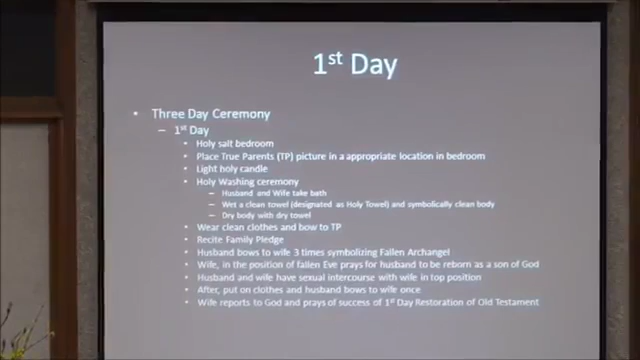 1st Day
• Three Day Ceremony
– 1st Day
• Holy salt bedroom
• Place True Parents (TP) picture in a appropriate location in bedroom
• Light holy candle
• Holy Washing ceremony
– Husband and Wife take bath
– Wet a clean towel (designated as Holy Towel) and symbolically clean body
– Dry body with dry towel
• Wear clean clothes and bow to TP
• Recite Family Pledge
• Husband bows to wife 3 times symbolizing Fallen Archangel
• Wife, in the position of fallen Eve prays for husband to be reborn as a son of God
• Husband and wife have sexual intercourse with wife in top position
• After, put on clothes and husband bows to wife once
• Wife reports to God and prays of success of 1st Day Restoration of Old Testament